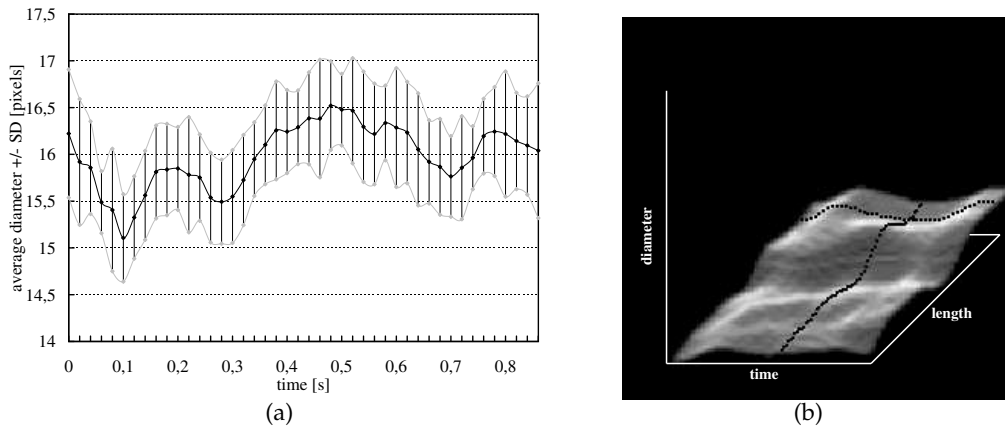 17,5
17
16,5
16
15,5
15
14,5
14
average diameter +/- SD [pixels]
0 0,1 0,2 0,3 0,4 0,5 0,6 0,7 0,8
time [s]
(a)
diameter
length
time
(b)